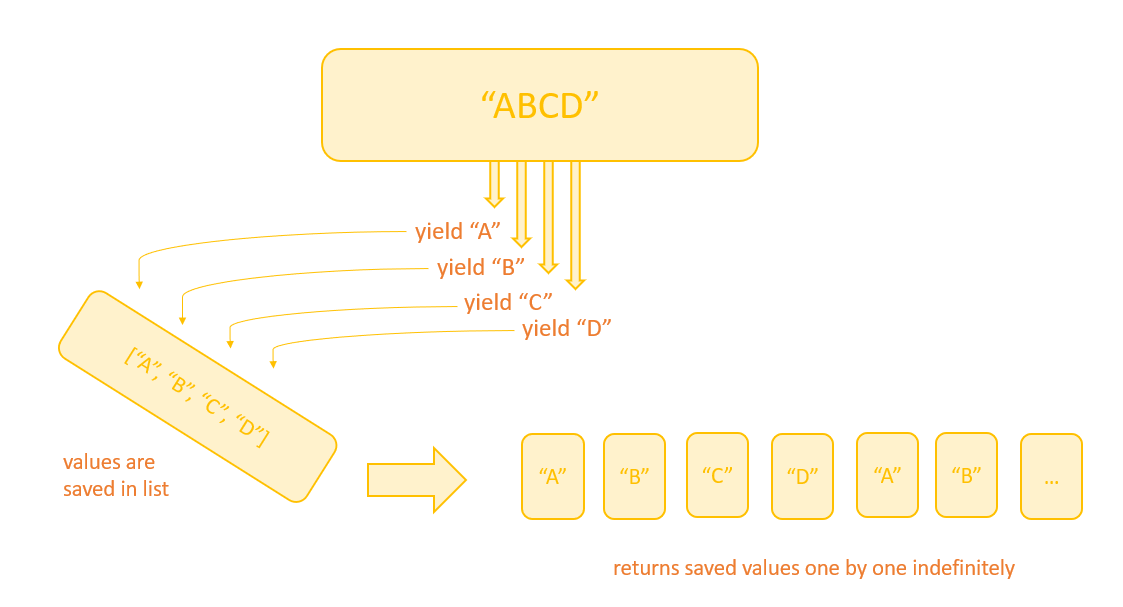 “ABCD”
yield “A”
yield “B”
yield “C”
yield “D”
[“A”, “B”, “C”, “D”]
values are
saved in list
“A” “B” “C” “D” “A” “B” ...
returns saved values one by one indefinitely